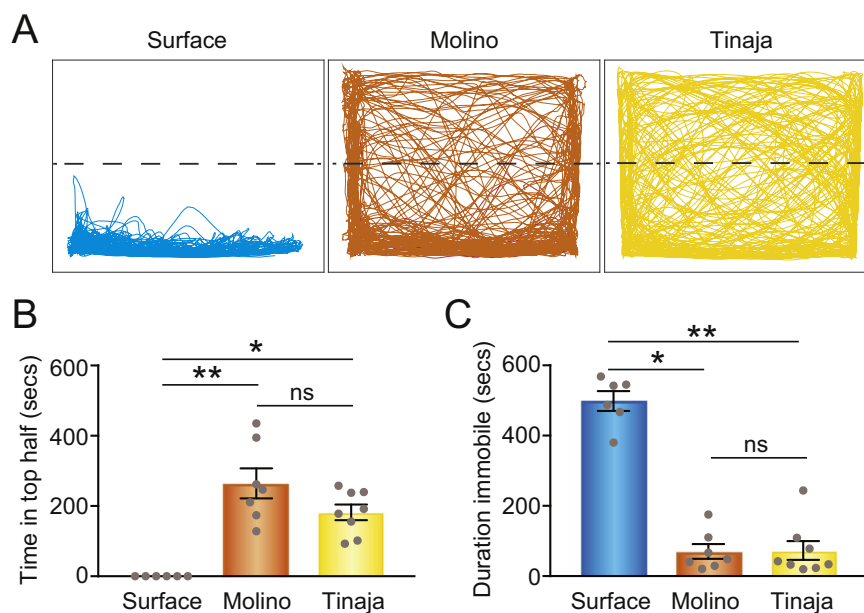 A
Surface
Molino
Tinaja
B
Time in top half (secs)
600
400
200
0
*
**
ns
Surface
Molino
Tinaja
C
Duration immobile (secs)
600
400
200
0
**
*
ns
Surface
Molino
Tinaja